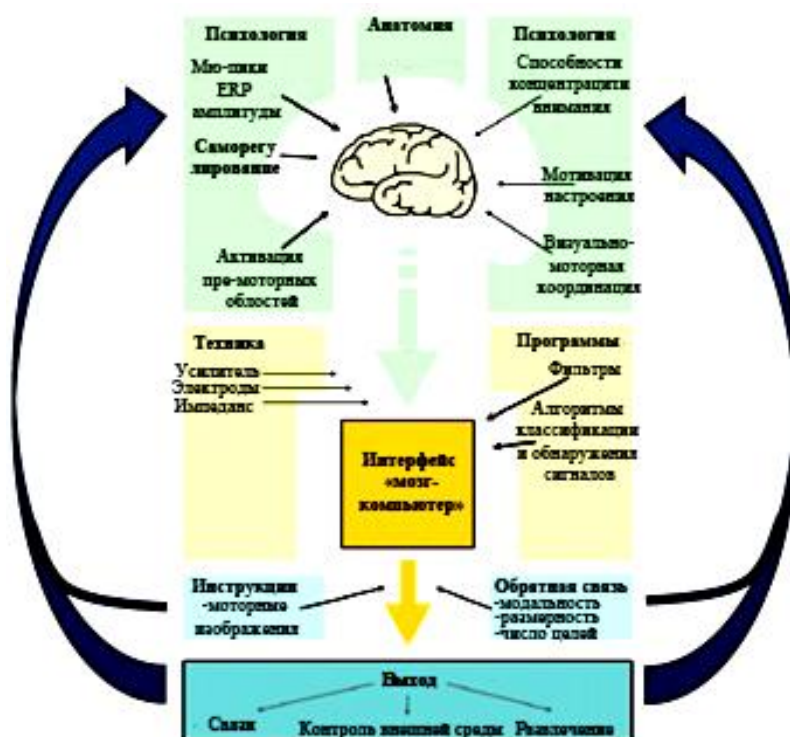 Психология
Мю-пики
ERP
амплитуды
Саморегу
лирование
Активация
пре-моторных
облостей
Анатомия
Психология
Способности
концентрацити
внимания
Мотивация
настроения
Визуально-
моторная
координация
Техника
Усилитель
Электроды
Импеданс
Программы
Фильтры
Алгоритмы
классификации
и обнаружения
сигналов
Интерфейс
«мозг-
компьютер»
Инструкции
-моторные
изображения
Обратная связь
-модальность
-размерность
-число целей
Выход
Связи
Контроль внешней среды
Развлечение